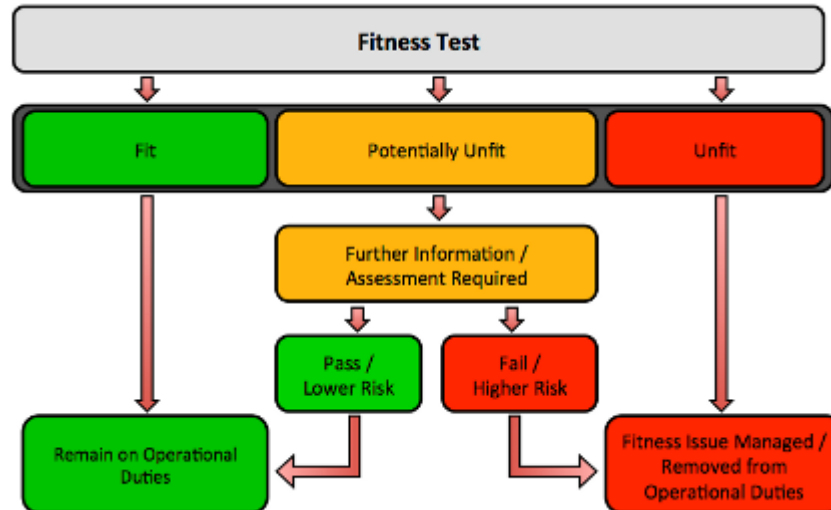 Fitness Test
Fit
Potentially Unfit
Unfit
Further Information /
Assessment Required
Pass /
Lower Risk
Fail /
Higher Risk
Remain on Operational
Duties
Fitness Issue Managed /
Removed from
Operational Duties